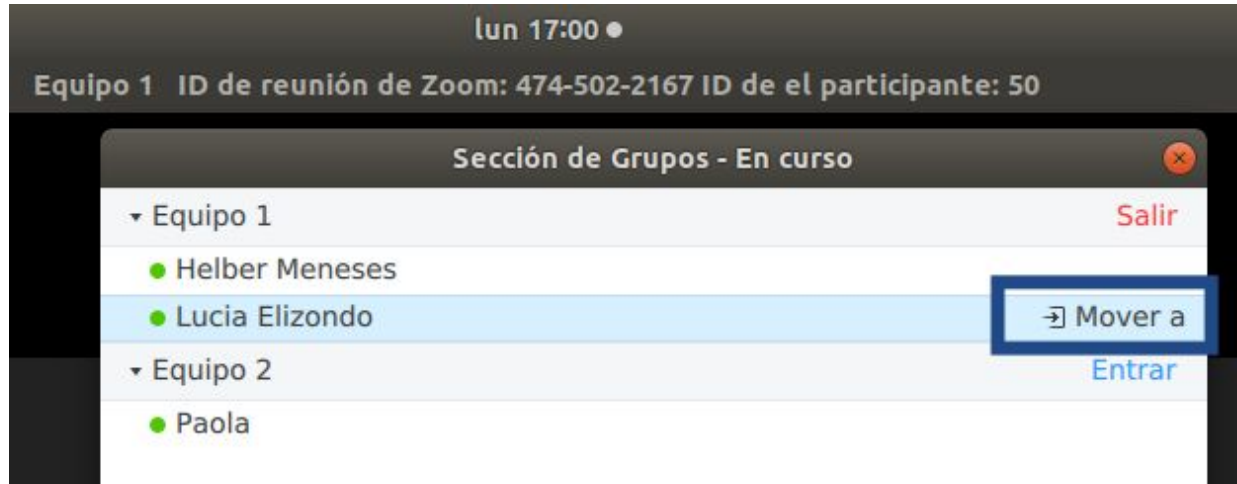 lun 17:00
Equipo 1 ID de reunión de Zoom: 474-502-2167 ID de el participante: 50
Sección de Grupos - En curso
Equipo 1 Salir
Helber Meneses
Lucia Elizondo Mover a
Equipo 2 Entrar
Paola